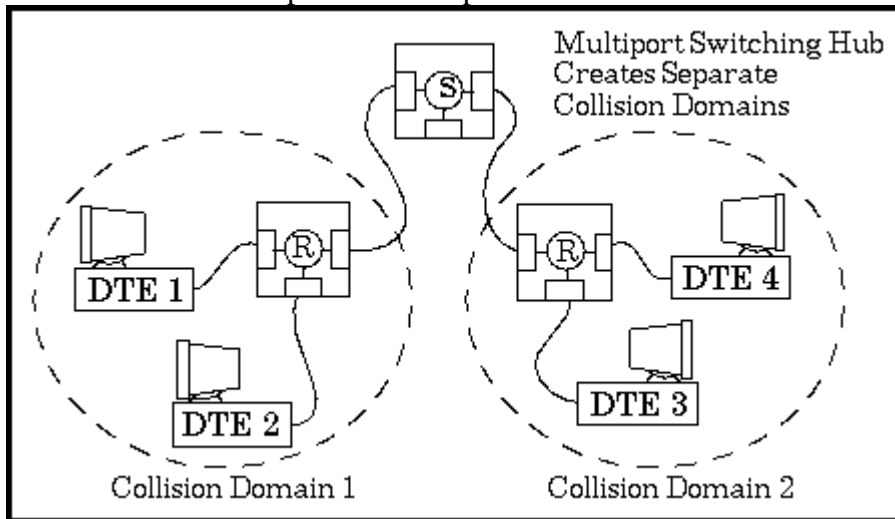 S
Multiport Switching Hub
Creates Separate
Collision Domains
R
R
DTE 1
DTE 4
DTE 2
DTE 3
Collision Domain 1
Collision Domain 2